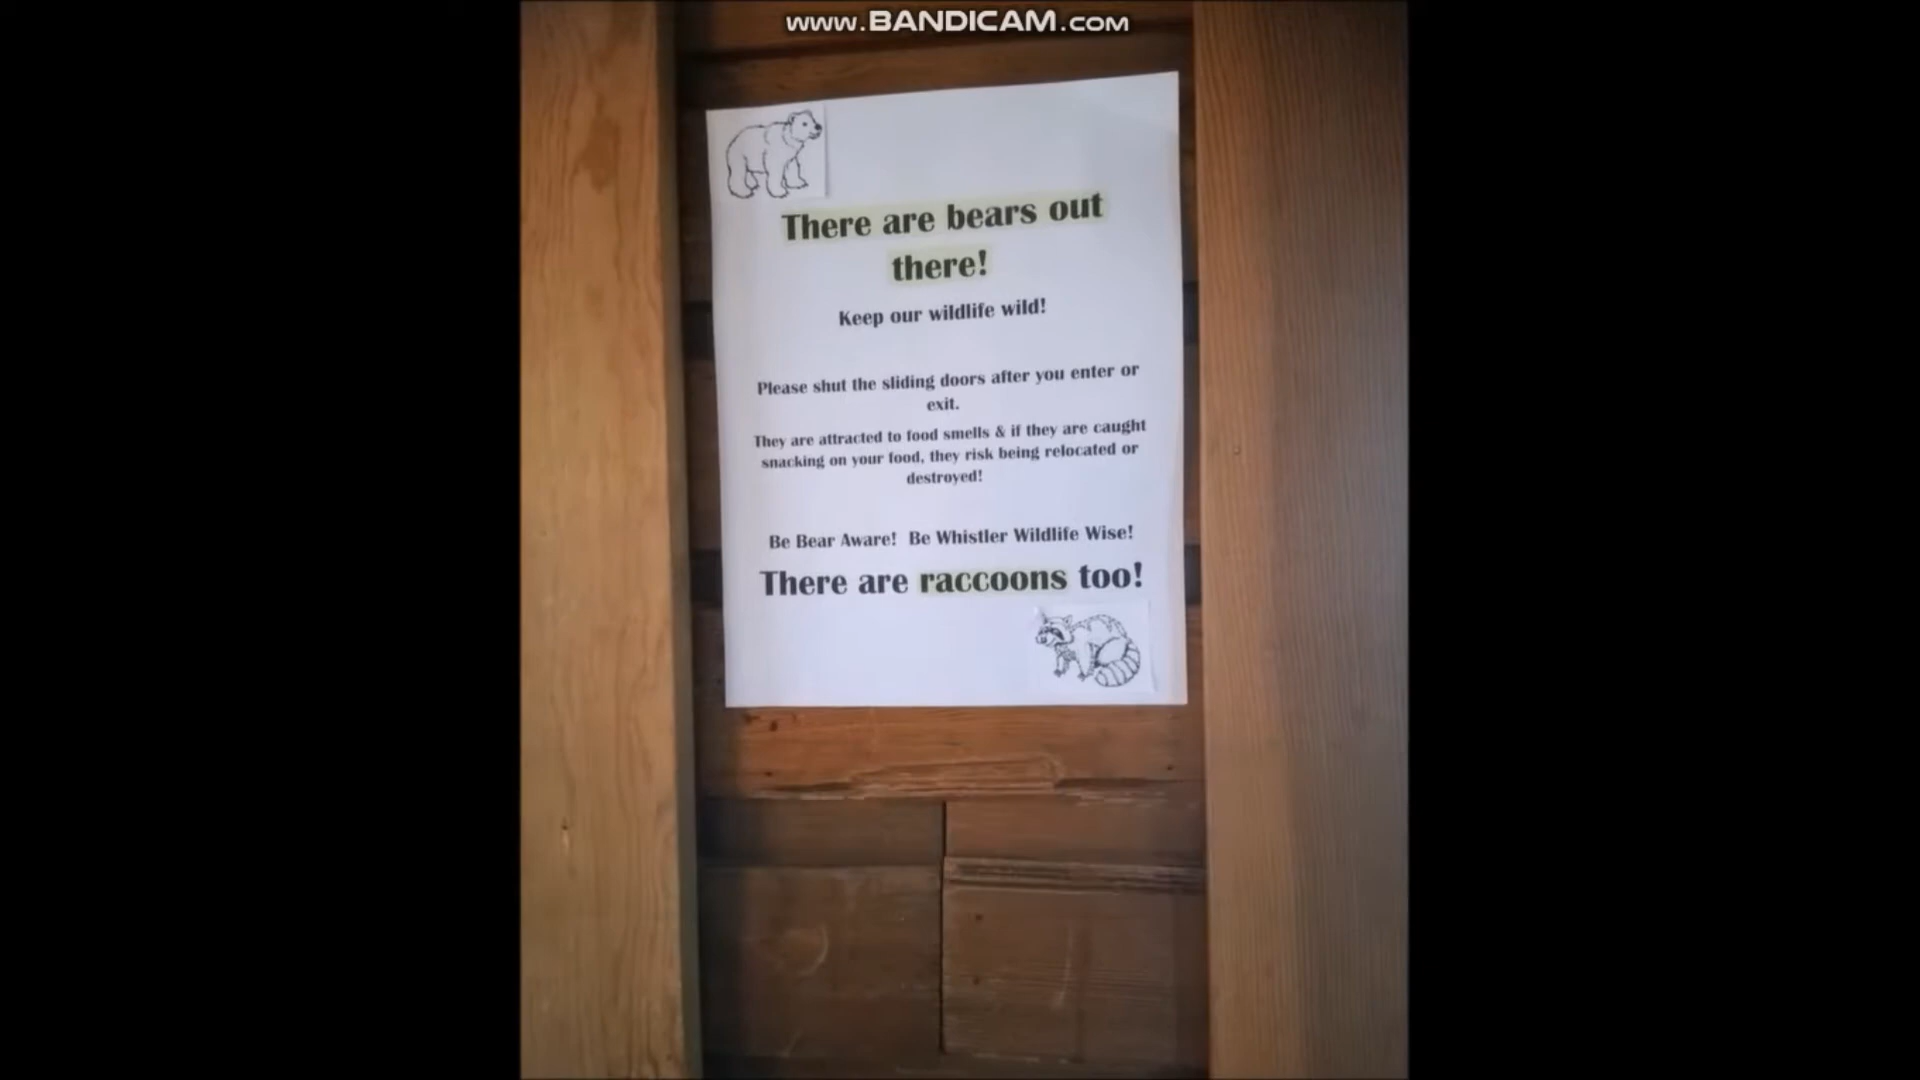 www.BANDICAM.COM
There are bears out
there!
Keep our wildlife wild!
Please shut the sliding doors after you enter or
exit.
They are attracted to food smells & if they are caught
snacking on your food, they risk being relocated or
destroyed!
Be Bear Aware! Be Whistler Wildlife Wise!
There are raccoons too!